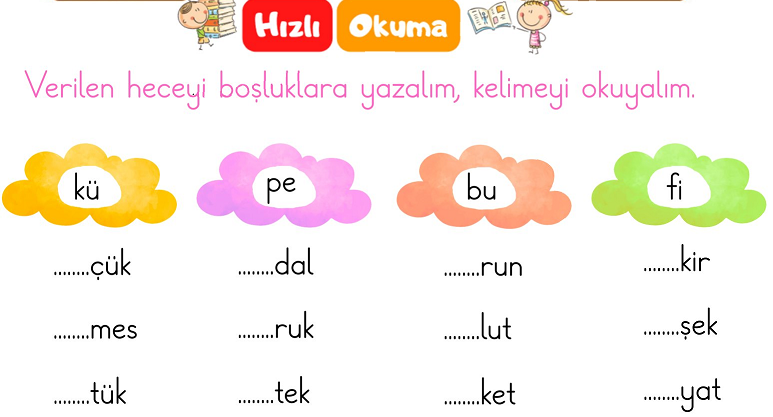 Hızlı Okuma
Verilen heceyi boşluklara yazalım, kelimeyi okuyalım.
kü pe bu fi
........çük ........dal ........run ........kir
........mes ........ruk ........lut ........şek
........tük ........tek ........ket ........yat